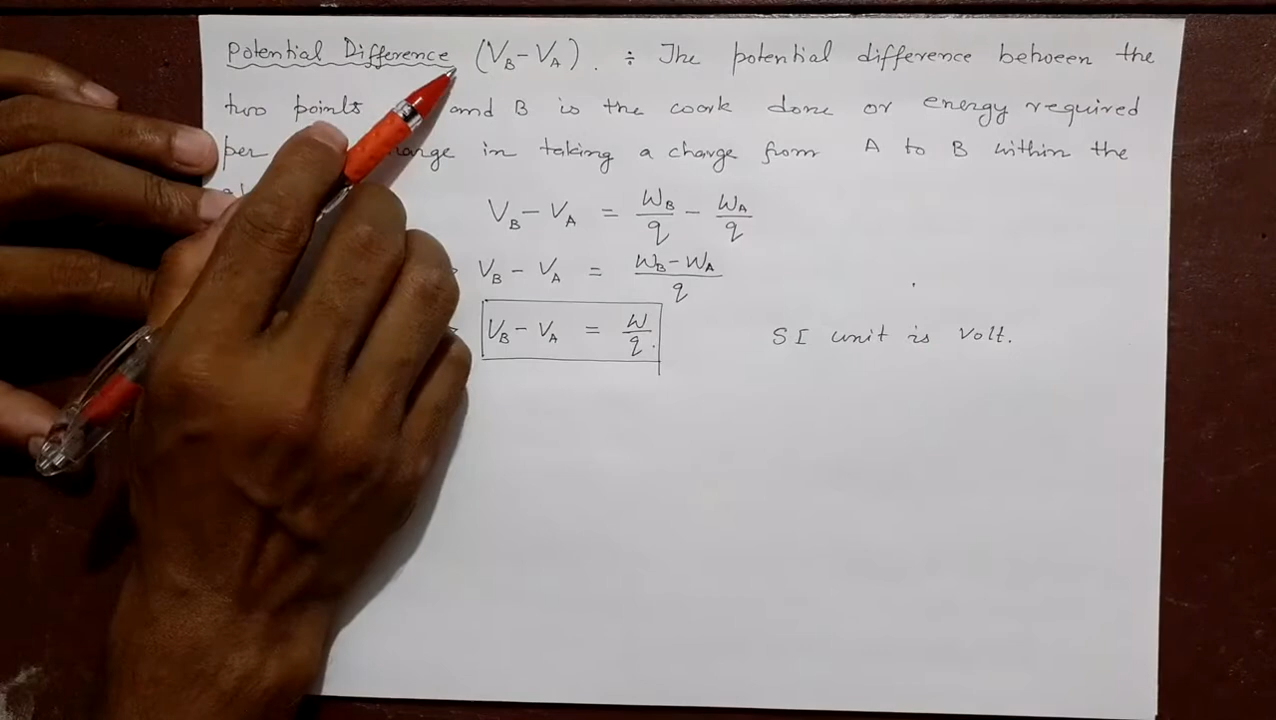 Potential Difference (V_B - V_A). ÷ The potential difference between the
two points and B is the work done or energy required
per in taking a charge from A to B within the
V_B - V_A = W_B/q - W_A/q
V_B - V_A = W_B - W_A/q
V_B - V_A = W/q. SI unit is Volt.